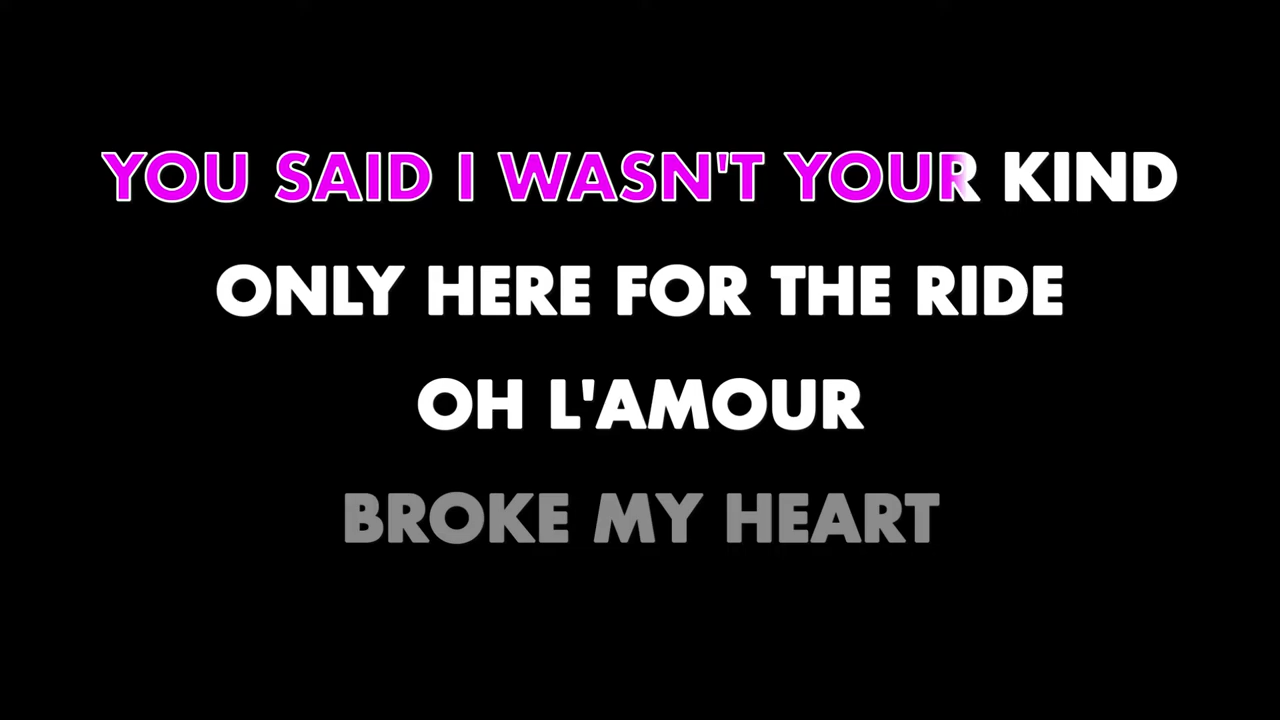 YOU SAID I WASN'T YOUR KIND
ONLY HERE FOR THE RIDE
OH L'AMOUR
BROKE MY HEART